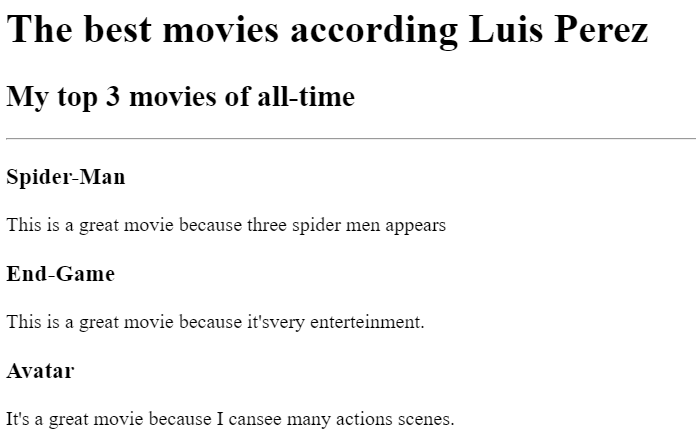 The best movies according Luis Perez
My top 3 movies of all-time
Spider-Man
This is a great movie because three spider men appears
End-Game
This is a great movie because it'svery enterteinment.
Avatar
It's a great movie because I cansee many actions scenes.